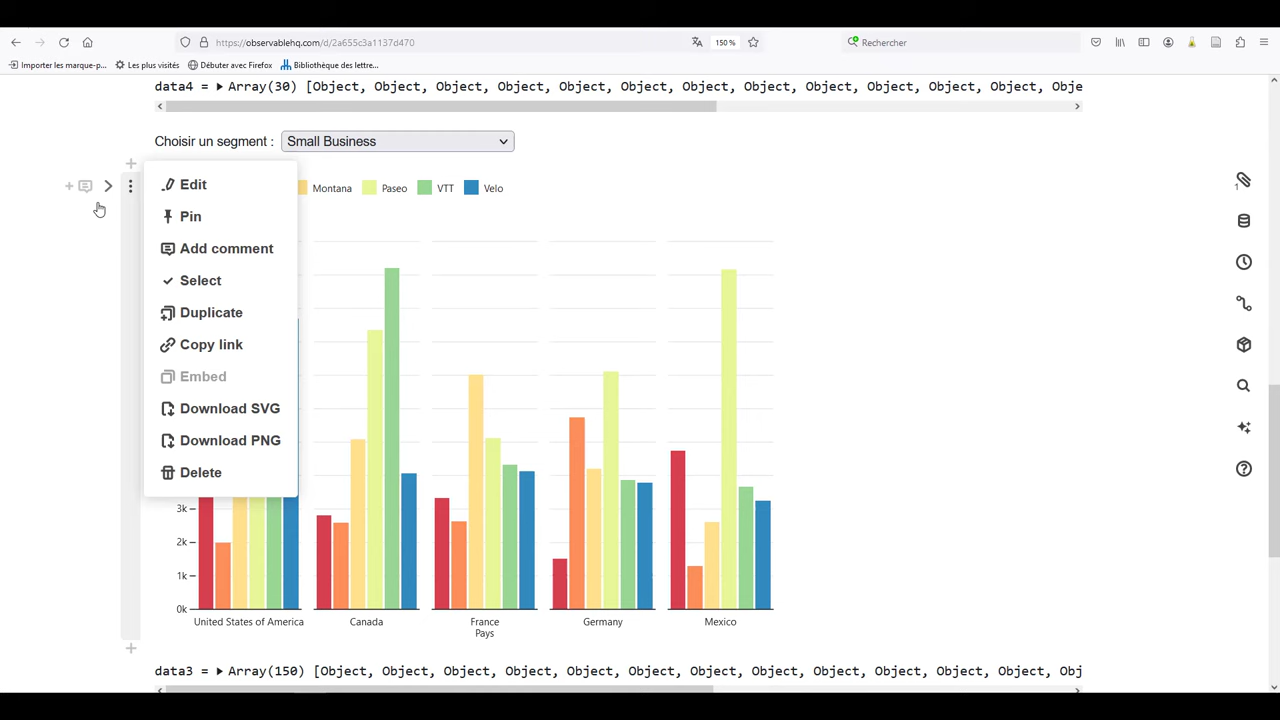 https://observablehq.com/d/2a655c3a1137d470
150 %
Rechercher
Importer les marque-p...
Les plus visités
Débuter avec Firefox
Bibliothèque des lettre...
data4 = ▶ Array(30) [Object, Object, Object, Object, Object, Object, Object, Object, Object, Object, Object, Object, Obje
Choisir un segment : Small Business
Edit
Pin
Add comment
Select
Duplicate
Copy link
Embed
Download SVG
Download PNG
Delete
Montana Paseo VTT Velo
1
3k
2k
1k
0k
United States of America Canada France Germany Mexico
Pays
data3 = ▶ Array(150) [Object, Object, Object, Object, Object, Object, Object, Object, Object, Object, Object, Object, Obj